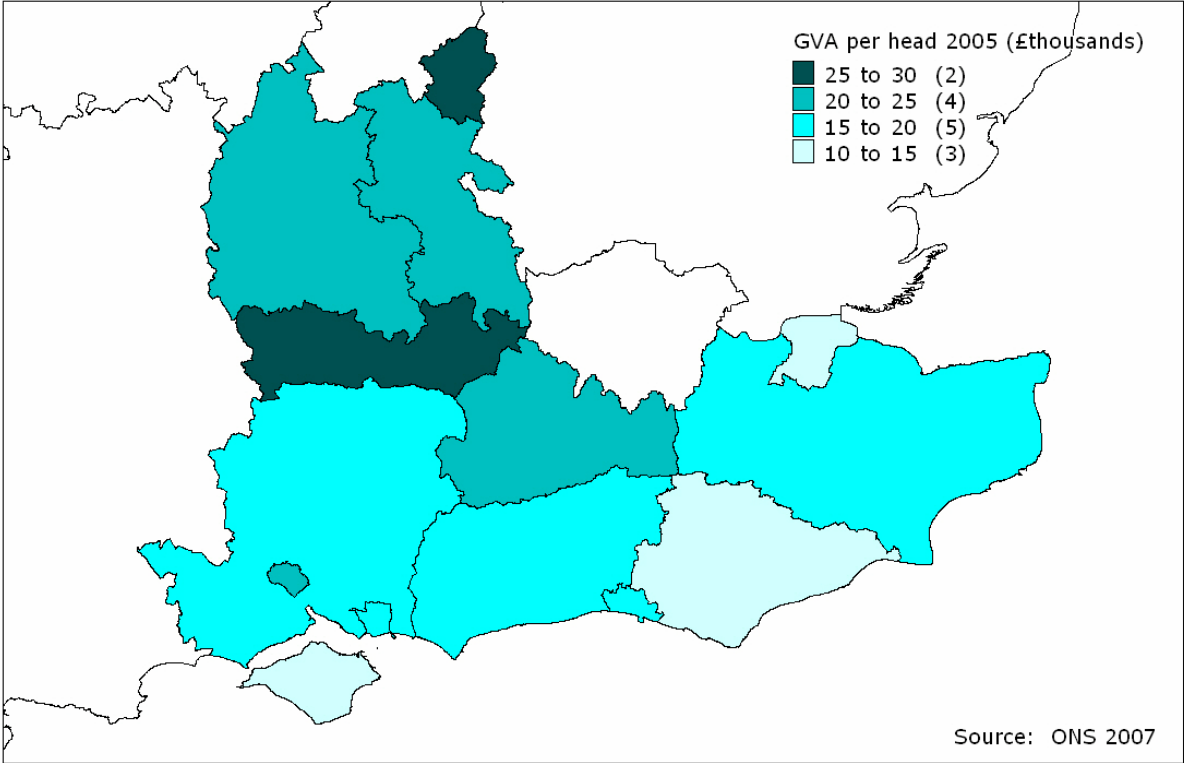 GVA per head 2005 (£thousands)
25 to 30 (2)
20 to 25 (4)
15 to 20 (5)
10 to 15 (3)
Source: ONS 2007